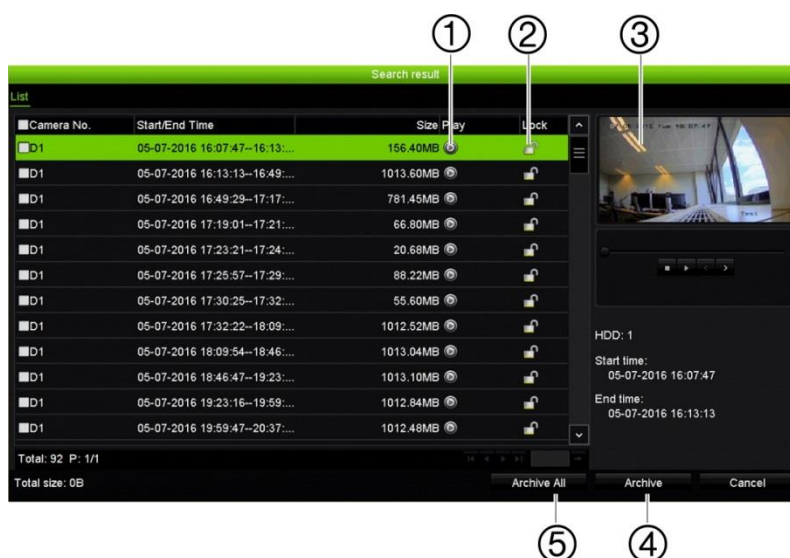 ① ② ③
Search result
List
Camera No. Start/End Time Size Play Lock
D1 05-07-2016 16:07:47--16:13:... 156.40MB
D1 05-07-2016 16:13:13--16:49:... 1013.60MB
D1 05-07-2016 16:49:29--17:17:... 781.45MB
D1 05-07-2016 17:19:01--17:21:... 66.80MB
D1 05-07-2016 17:23:21--17:24:... 20.68MB
D1 05-07-2016 17:25:57--17:29:... 88.22MB
D1 05-07-2016 17:30:25--17:32:... 55.60MB
D1 05-07-2016 17:32:22--18:09:... 1012.52MB
D1 05-07-2016 18:09:54--18:46:... 1013.04MB
D1 05-07-2016 18:46:47--19:23:... 1013.10MB
D1 05-07-2016 19:23:16--19:59:... 1012.84MB
D1 05-07-2016 19:59:47--20:37:... 1012.48MB
Total: 92 P: 1/1
Total size: 0B
Tue 16:07:47
Test
HDD: 1
Start time:
05-07-2016 16:07:47
End time:
05-07-2016 16:13:13
Archive All Archive Cancel
⑤ ④